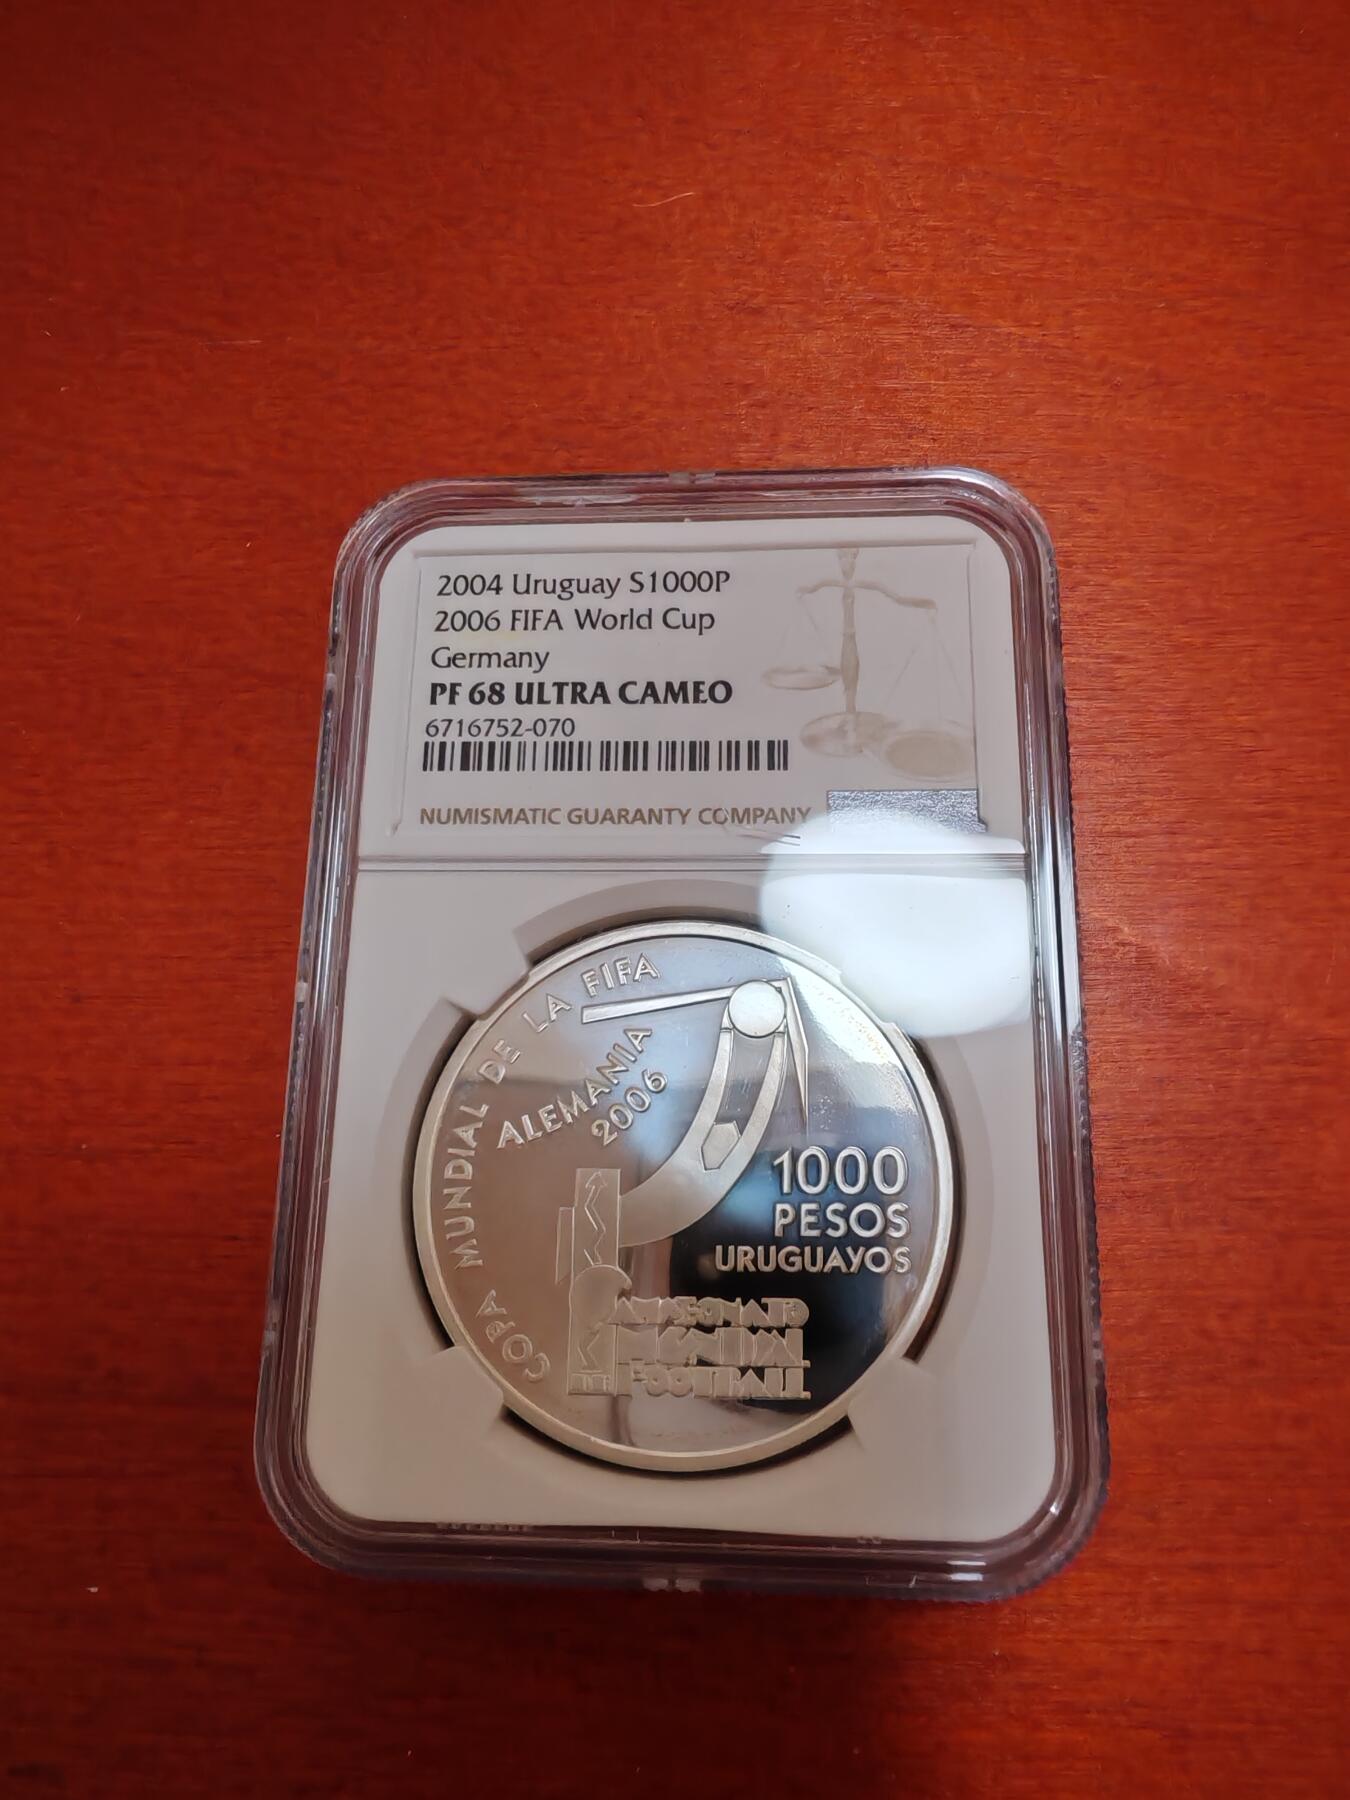 2004 Uruguay S1000P
2006 FIFA World Cup
Germany
PF 68 ULTRA CAMEO
6716752-070
NUMISMATIC GUARANTY COMPANY
COPA MUNDIAL DE LA FIFA
ALEMANIA
2006
1000
PESOS
URUGUAYOS